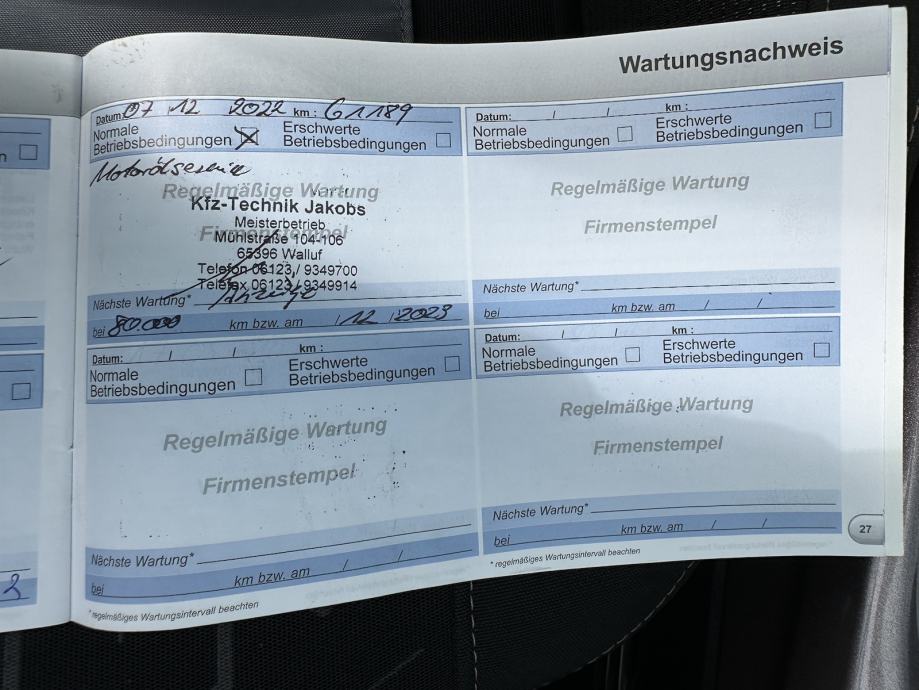 Wartungsnachweis
Datum: 07 12 2022 km : 61189
Normale Betriebsbedingungen
Erschwerte Betriebsbedingungen
Motorölservice
Regelmäßige Wartung
Kfz-Technik Jakobs
Meisterbetrieb
Firmenstempel
Mühlstraße 104-106
65396 Walluf
Telefon 06123 / 9349700
Telefax 06123 / 9349914
Nächste Wartung*
bei 80.000 km bzw. am / 12 / 2023
Datum: / / km :
Normale Betriebsbedingungen
Erschwerte Betriebsbedingungen
Regelmäßige Wartung
Firmenstempel
Nächste Wartung*
bei km bzw. am / /
*regelmäßiges Wartungsintervall beachten
Datum: / / km :
Normale Betriebsbedingungen
Erschwerte Betriebsbedingungen
Regelmäßige Wartung
Firmenstempel
Nächste Wartung*
bei km bzw. am / /
Datum: / / km :
Normale Betriebsbedingungen
Erschwerte Betriebsbedingungen
Regelmäßige Wartung
Firmenstempel
Nächste Wartung*
bei km bzw. am / /
* regelmäßiges Wartungsintervall beachten
27